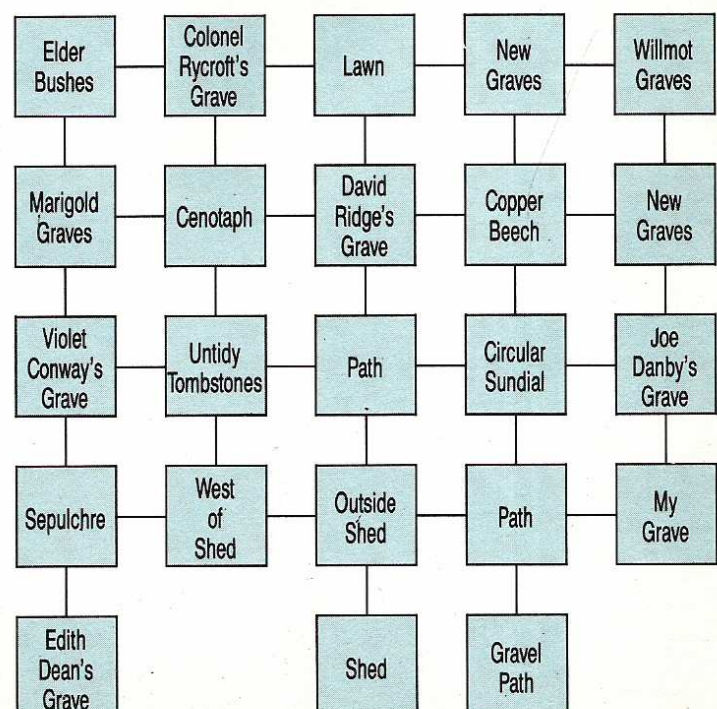 Elder
Bushes
Colonel
Rycroft's
Grave
Lawn
New
Graves
Willmot
Graves
Marigold
Graves
Cenotaph
David
Ridge's
Grave
Copper
Beech
New
Graves
Violet
Conway's
Grave
Untidy
Tombstones
Path
Circular
Sundial
Joe
Danby's
Grave
Sepulchre
West
of
Shed
Outside
Shed
Path
My
Grave
Edith
Dean's
Grave
Shed
Gravel
Path